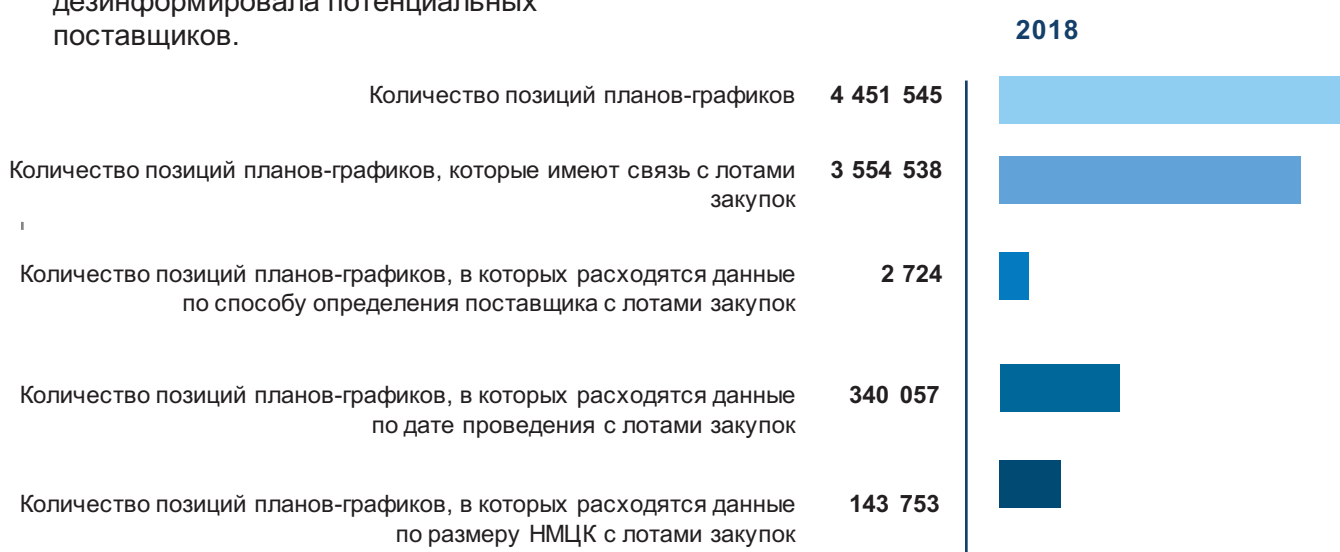 дезинформировала потенциальных
поставщиков.
2018
Количество позиций планов-графиков 4 451 545
Количество позиций планов-графиков, которые имеют связь с лотами 3 554 538
закупок
Количество позиций планов-графиков, в которых расходятся данные 2 724
по способу определения поставщика с лотами закупок
Количество позиций планов-графиков, в которых расходятся данные 340 057
по дате проведения с лотами закупок
Количество позиций планов-графиков, в которых расходятся данные 143 753
по размеру НМЦК с лотами закупок